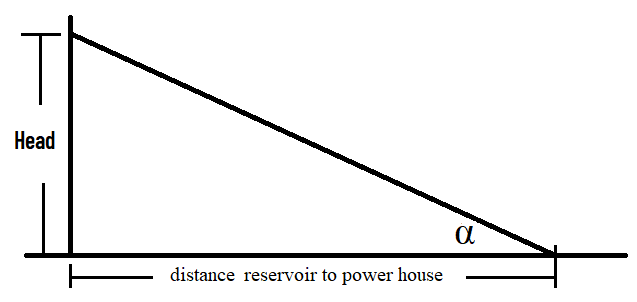 Head
α
distance reservoir to power house